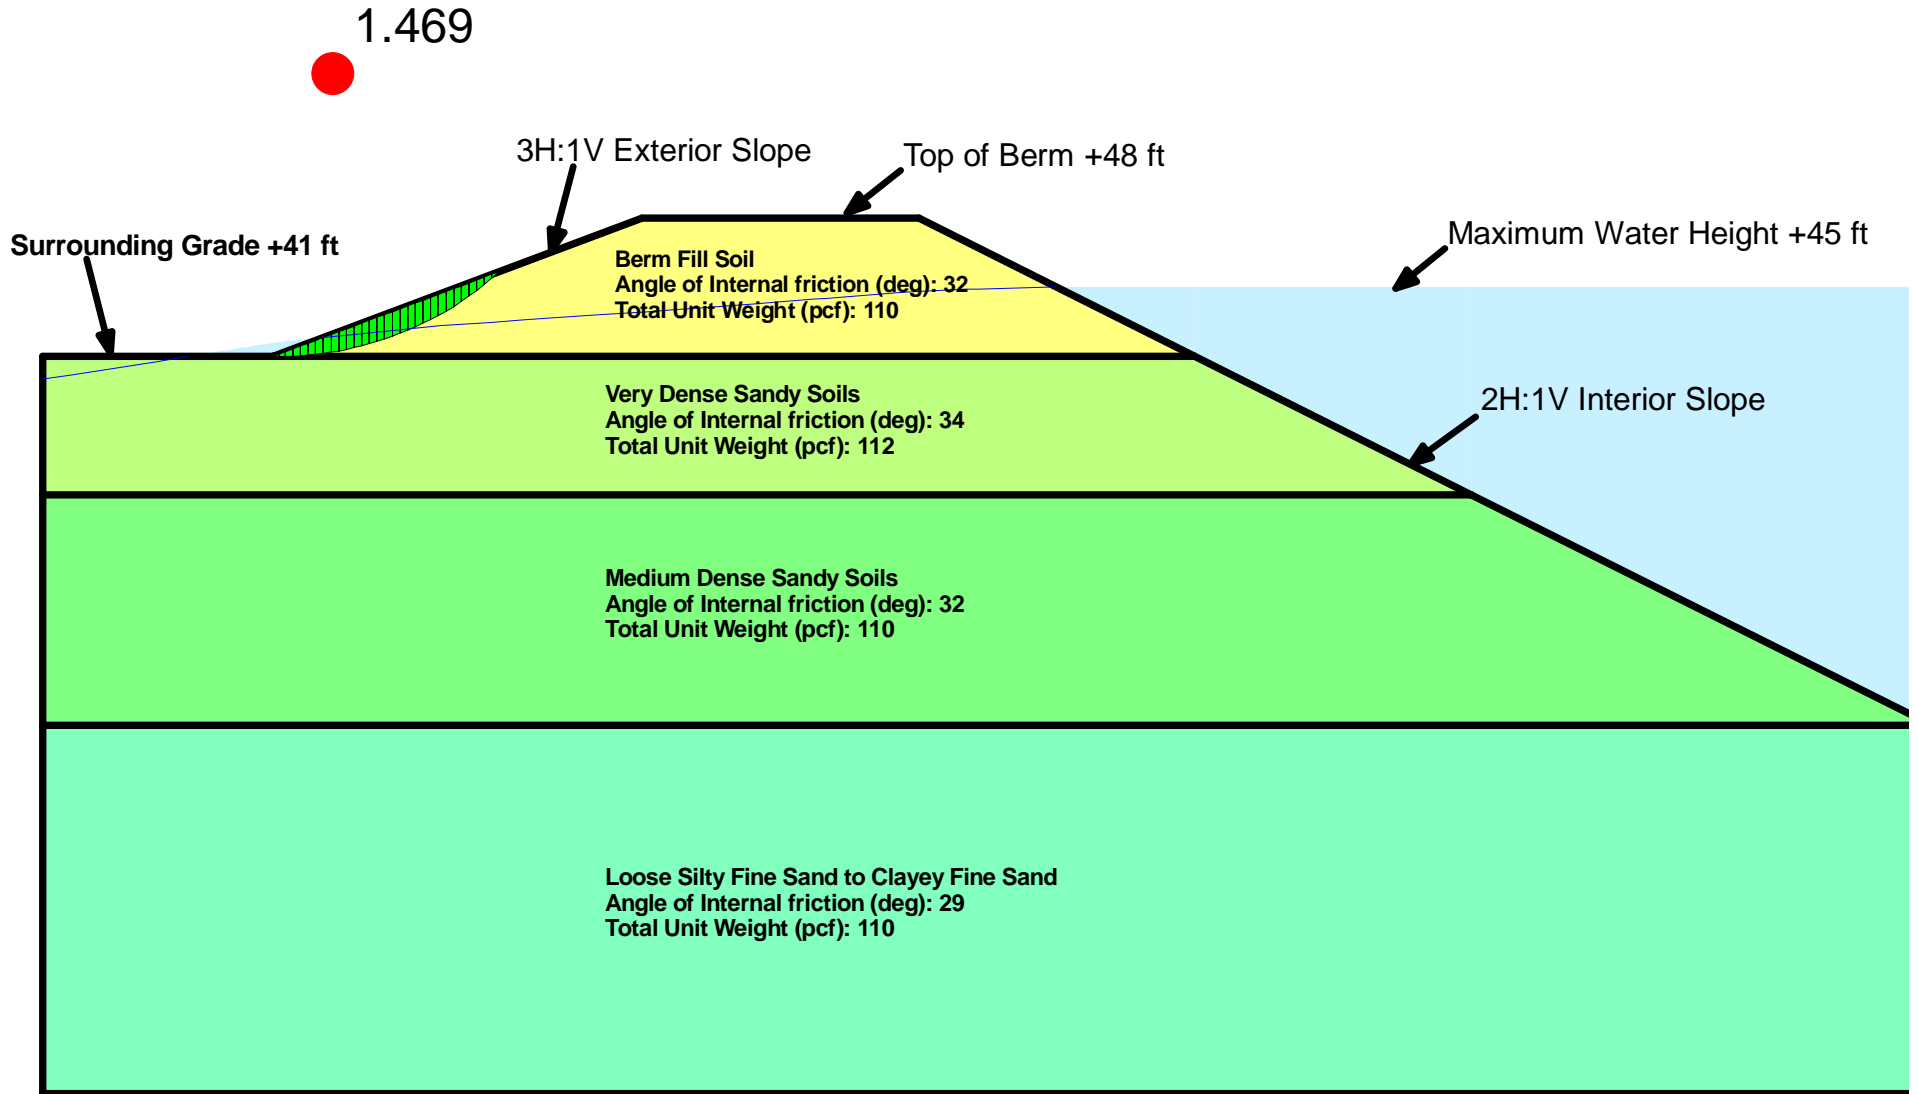 1.469
3H:1V Exterior Slope
Top of Berm +48 ft
Surrounding Grade +41 ft
Maximum Water Height +45 ft
Berm Fill Soil
Angle of Internal friction (deg): 32
Total Unit Weight (pcf): 110
Very Dense Sandy Soils
Angle of Internal friction (deg): 34
Total Unit Weight (pcf): 112
2H:1V Interior Slope
Medium Dense Sandy Soils
Angle of Internal friction (deg): 32
Total Unit Weight (pcf): 110
Loose Silty Fine Sand to Clayey Fine Sand
Angle of Internal friction (deg): 29
Total Unit Weight (pcf): 110